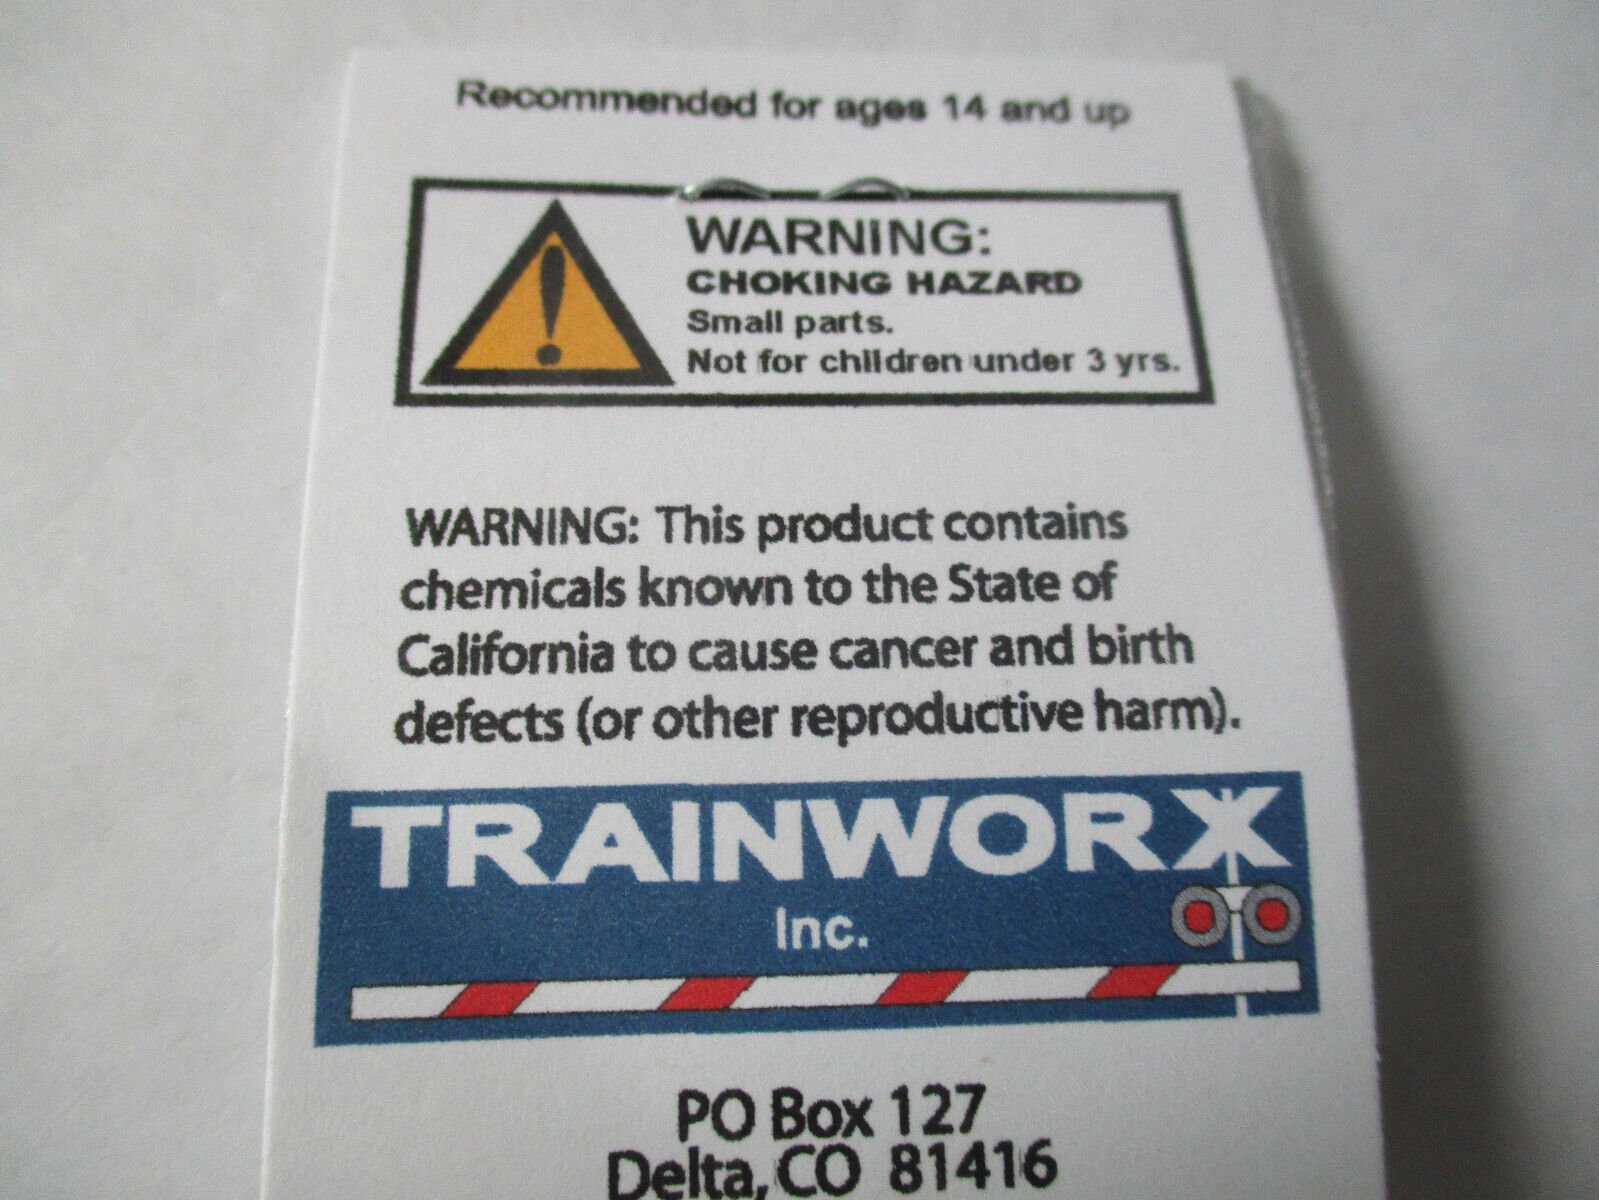 Recommended for ages 14 and up
WARNING:
CHOKING HAZARD
Small parts.
Not for children under 3 yrs.
WARNING: This product contains
chemicals known to the State of
California to cause cancer and birth
defects (or other reproductive harm).
TRAINWORX
Inc.
PO Box 127
Delta, CO 81416